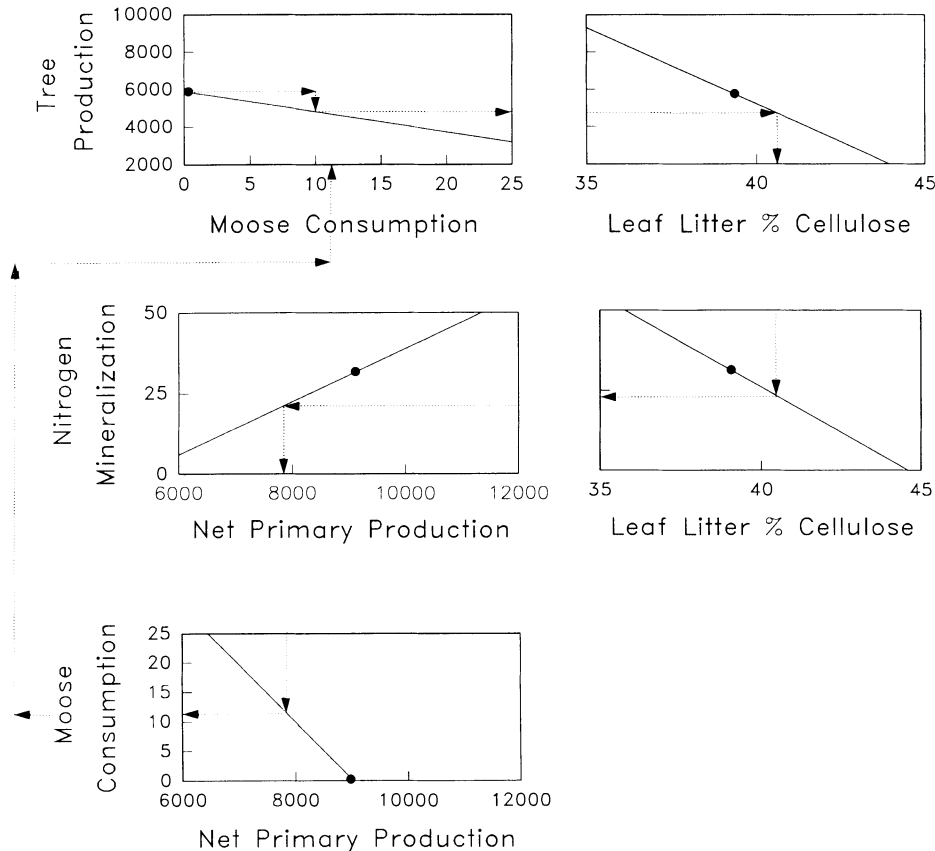 10000
8000
6000
4000
2000
Tree
Production
0 5 10 15 20 25
Moose Consumption
35 40 45
Leaf Litter % Cellulose
50
25
0
Nitrogen
Mineralization
6000 8000 10000 12000
Net Primary Production
35 40 45
Leaf Litter % Cellulose
25
20
15
10
5
0
Moose
Consumption
6000 8000 10000 12000
Net Primary Production